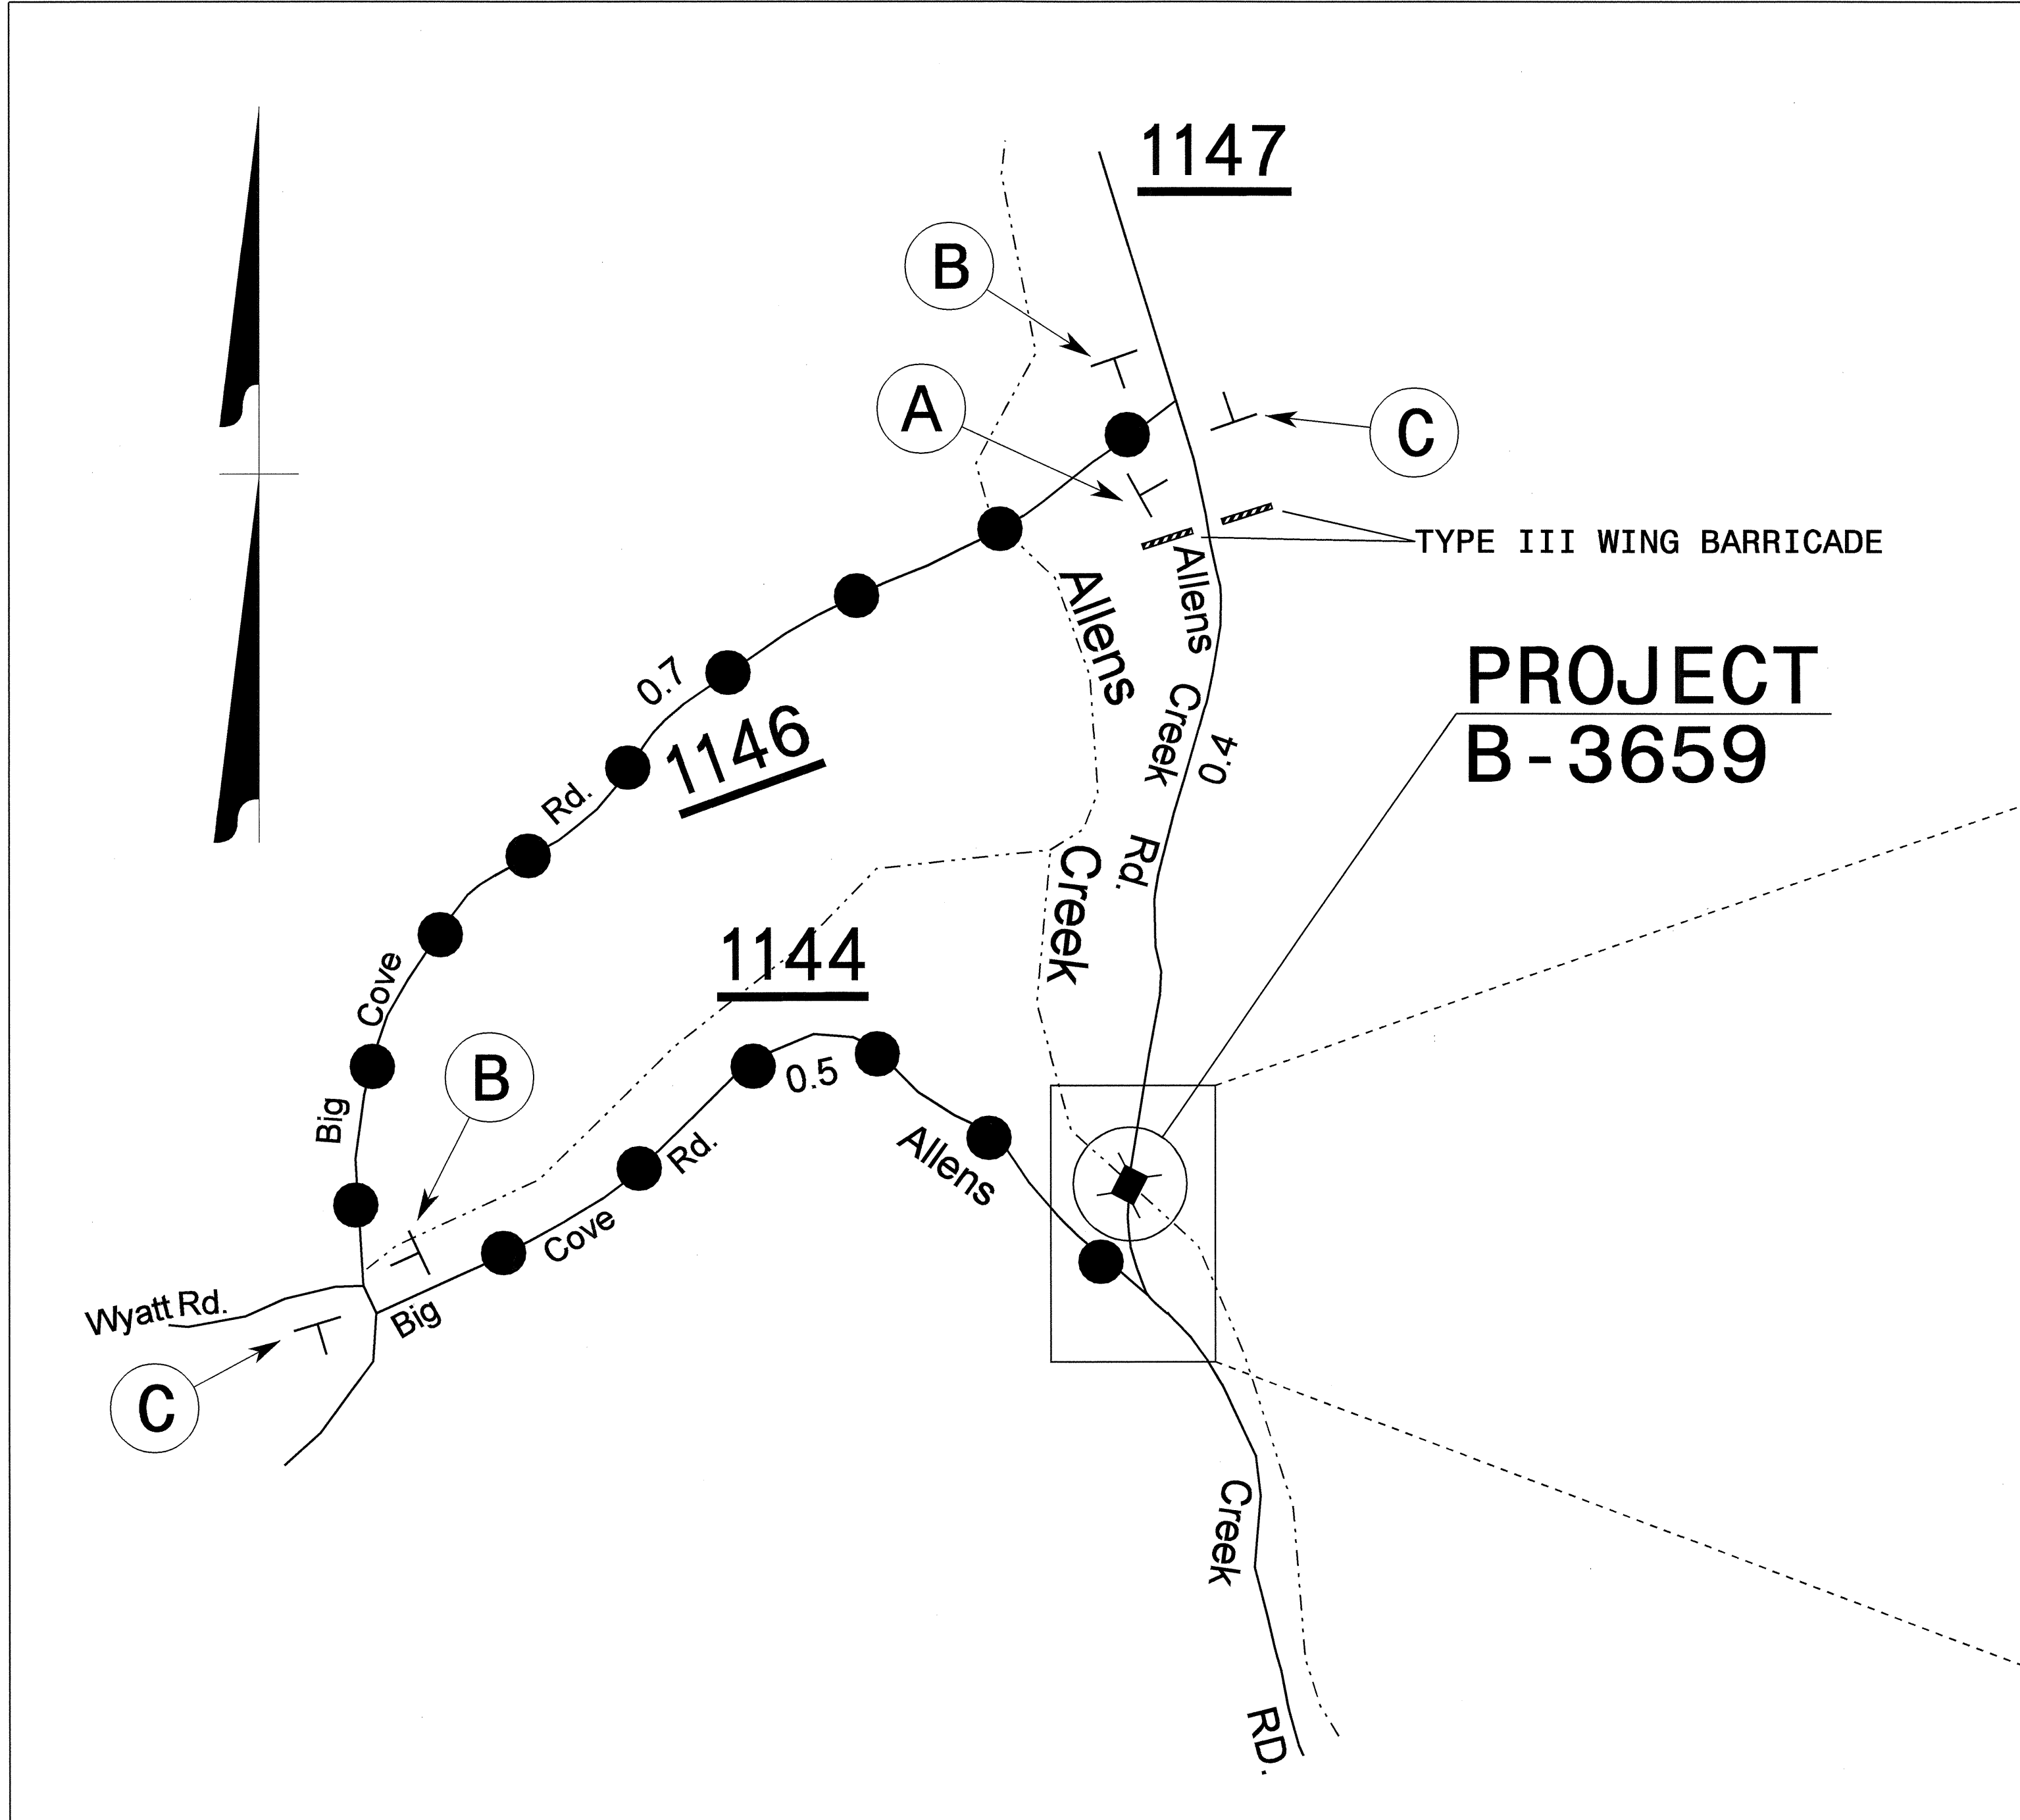 1147
B
A
C
TYPE III WING BARRICADE
Allens Creek Rd.
0.4
Allens Creek
PROJECT
B-3659
0.7
1146
Big Cove Rd.
1144
0.5
B
Big Cove Rd.
Allens Creek RD.
Wyatt Rd.
C